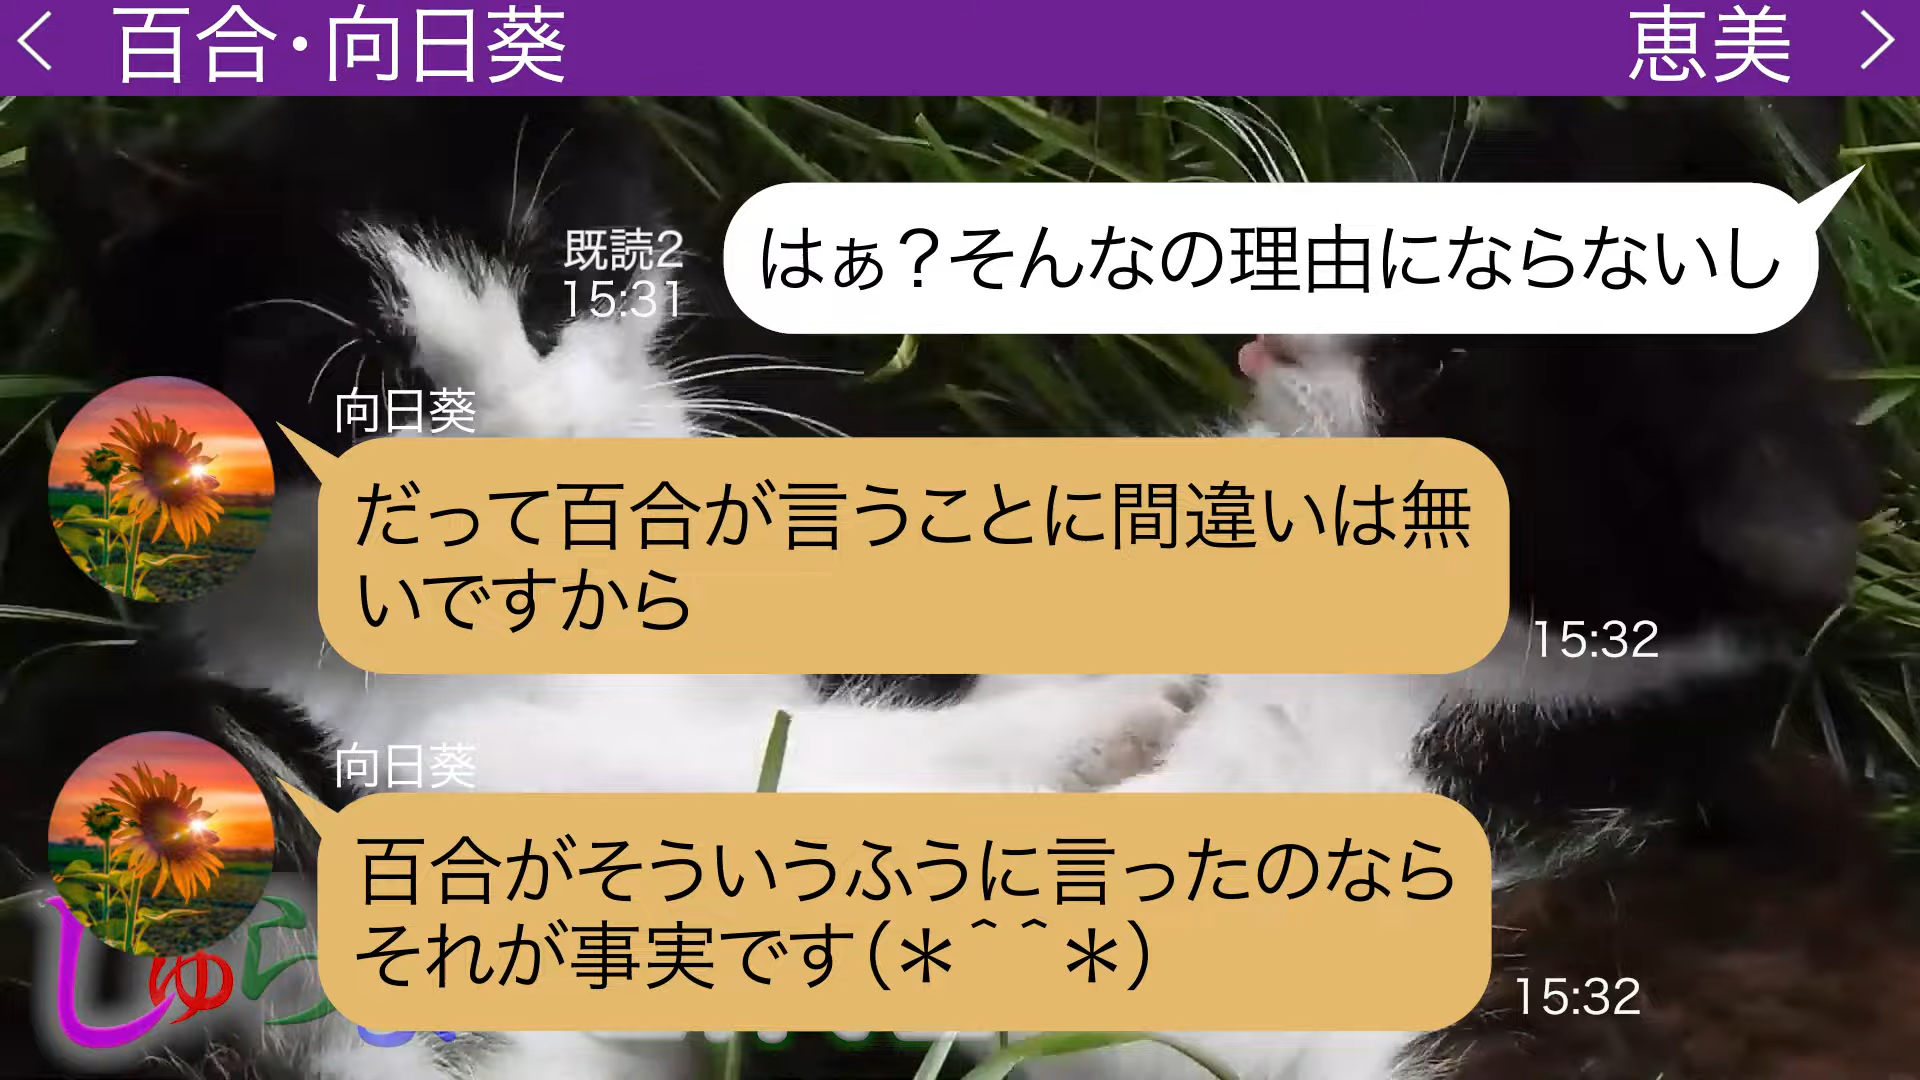 百合・向日葵
恵美
はぁ？そんなの理由にならないし
既読2
15:31
向日葵
だって百合が言うことに間違いは無
いですから
15:32
向日葵
百合がそういうふうに言ったのなら
それが事実です(＊＾＾＊)
15:32
しゅら